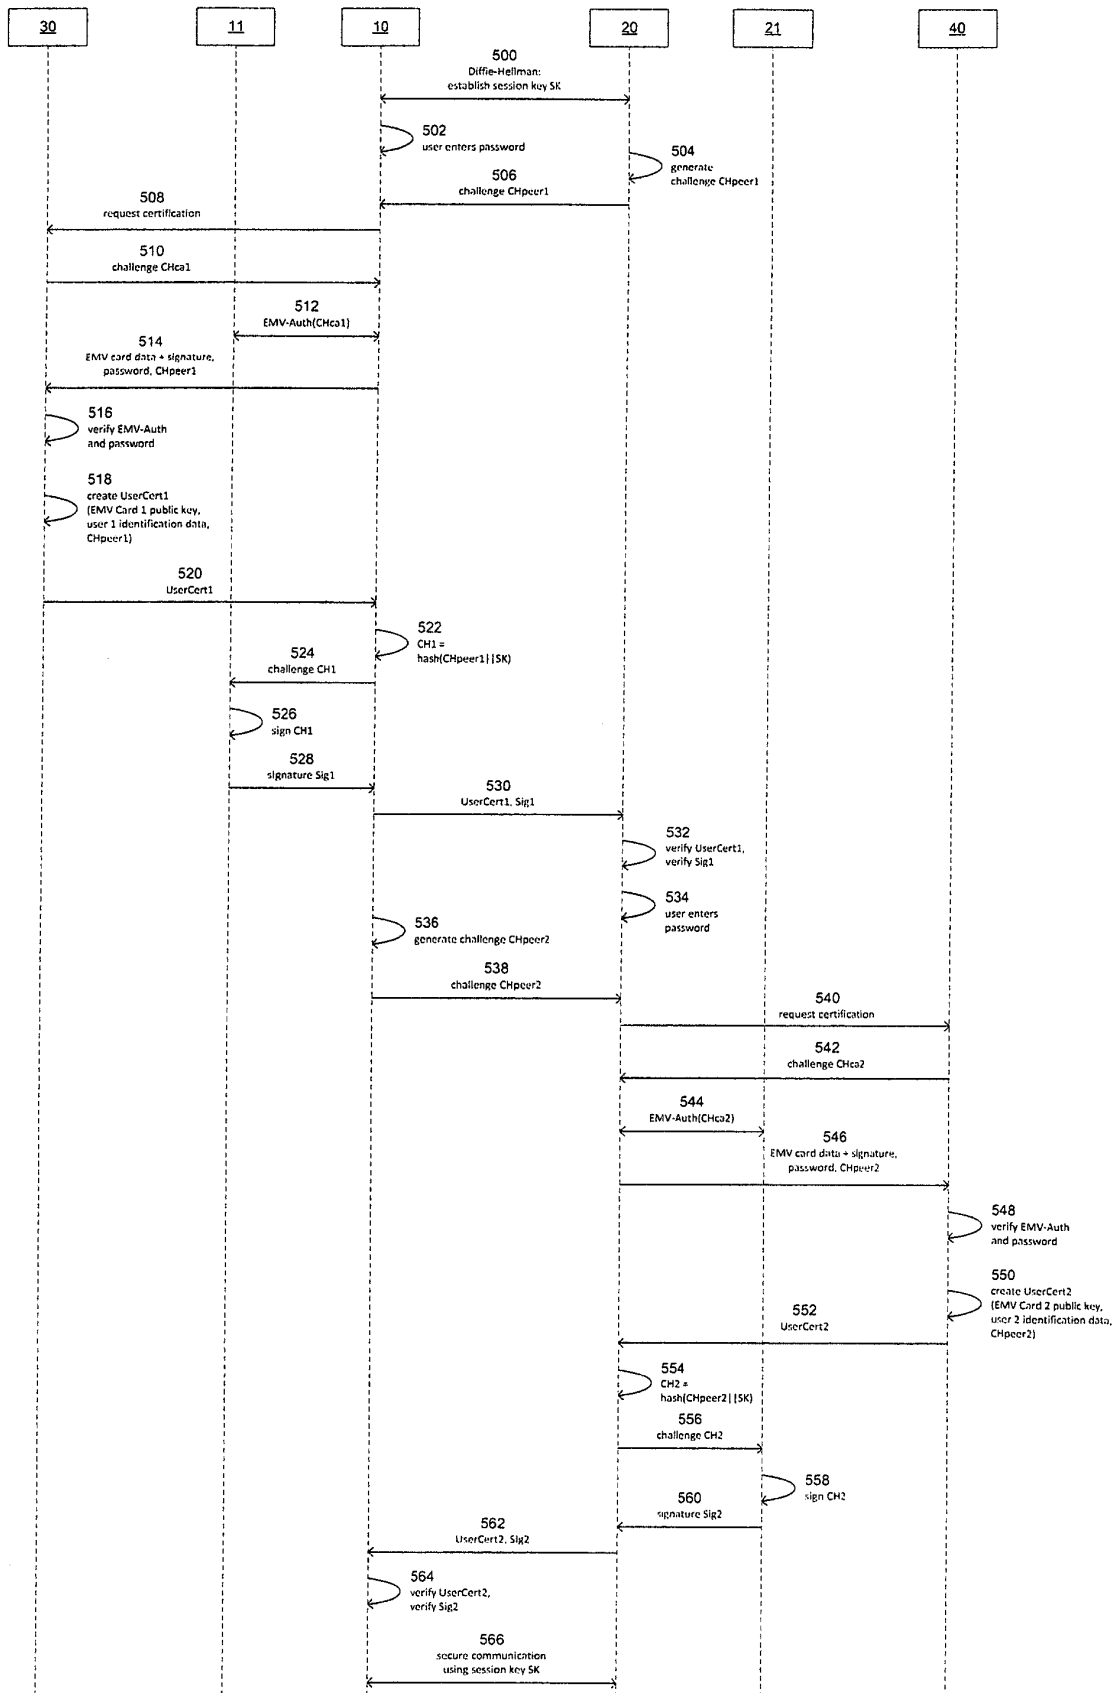 30
11
10
20
21
40
500
Diffie-Hellman:
establish session key SK
502
user enters password
504
generate
challenge CHpeer1
506
challenge CHpeer1
508
request certification
510
challenge CHca1
512
EMV-Auth(CHca1)
514
EMV card data + signature,
password, CHpeer1
516
verify EMV-Auth
and password
518
create UserCert1
(EMV Card 1 public key,
user 1 identification data,
CHpeer1)
520
UserCert1
522
CH1 =
hash(CHpeer1||SK)
524
challenge CH1
526
sign CH1
528
signature Sig1
530
UserCert1, Sig1
532
verify UserCert1,
verify Sig1
534
user enters
password
536
generate challenge CHpeer2
538
challenge CHpeer2
540
request certification
542
challenge CHca2
544
EMV-Auth(CHca2)
546
EMV card data + signature,
password, CHpeer2
548
verify EMV-Auth
and password
550
create UserCert2
(EMV Card 2 public key,
user 2 identification data,
CHpeer2)
552
UserCert2
554
CH2 =
hash(CHpeer2||SK)
556
challenge CH2
558
sign CH2
560
signature Sig2
562
UserCert2, Sig2
564
verify UserCert2,
verify Sig2
566
secure communication
using session key SK